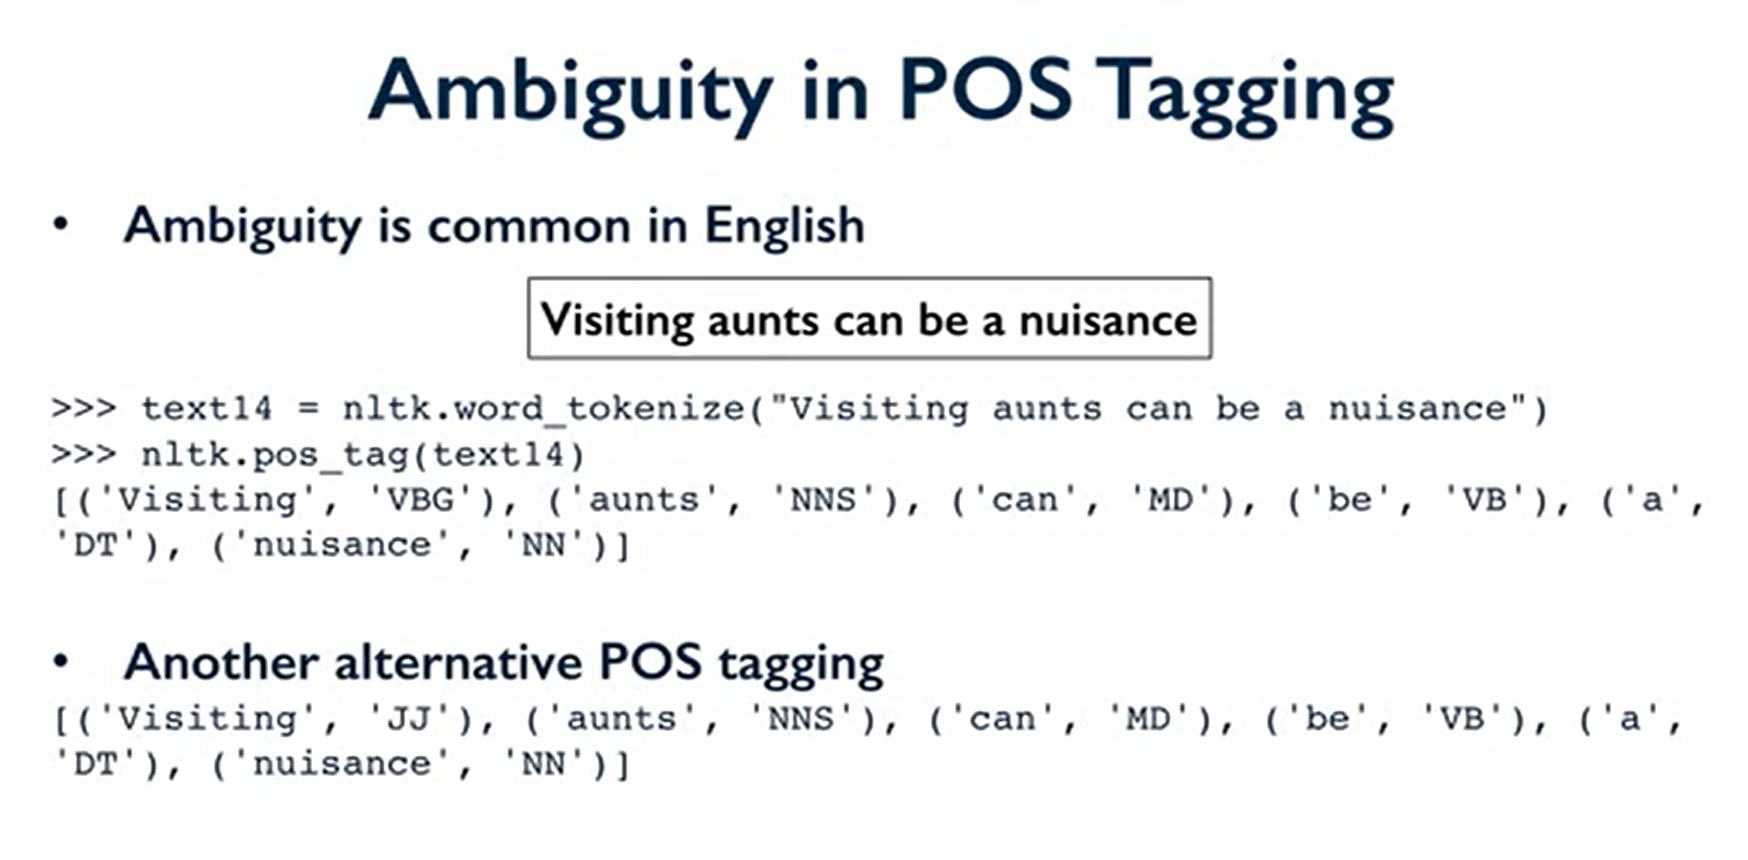 Ambiguity in POS Tagging
• Ambiguity is common in English
Visiting aunts can be a nuisance
>>> text14 = nltk.word_tokenize("Visiting aunts can be a nuisance")
>>> nltk.pos_tag(text14)
[('Visiting', 'VBG'), ('aunts', 'NNS'), ('can', 'MD'), ('be', 'VB'), ('a',
'DT'), ('nuisance', 'NN')]
• Another alternative POS tagging
[('Visiting', 'JJ'), ('aunts', 'NNS'), ('can', 'MD'), ('be', 'VB'), ('a',
'DT'), ('nuisance', 'NN')]